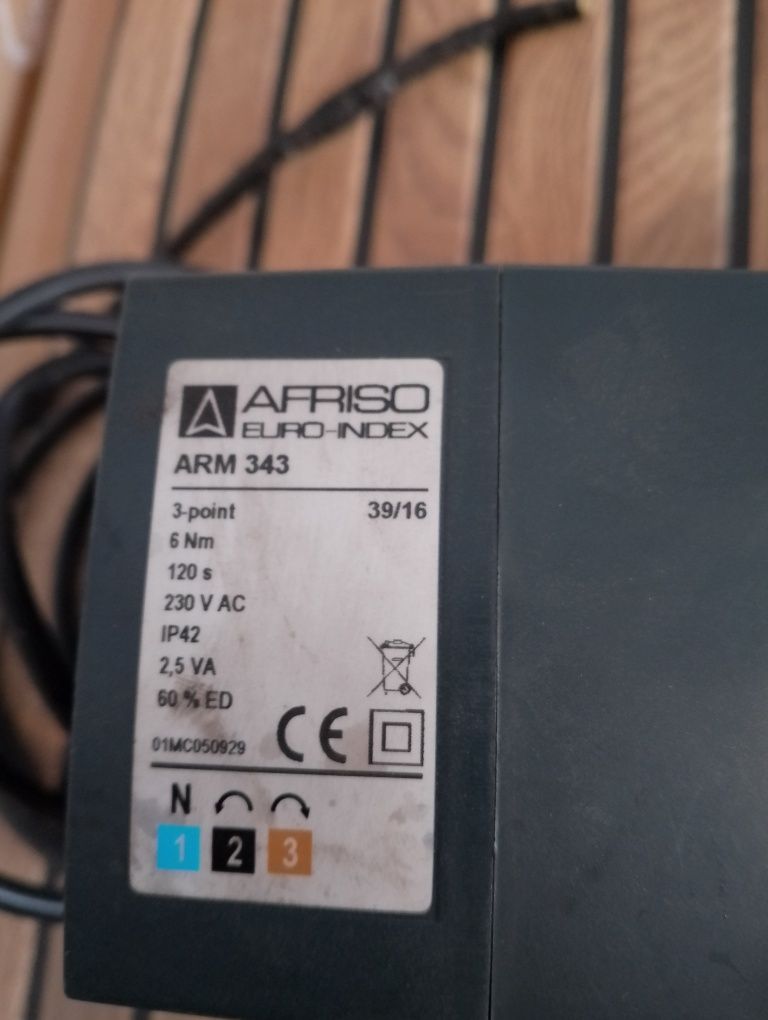 AFRISO
EURO-INDEX
ARM 343
3-point 39/16
6 Nm
120 s
230 V AC
IP42
2,5 VA
60 % ED
01MC050929 CE
N
1 2 3